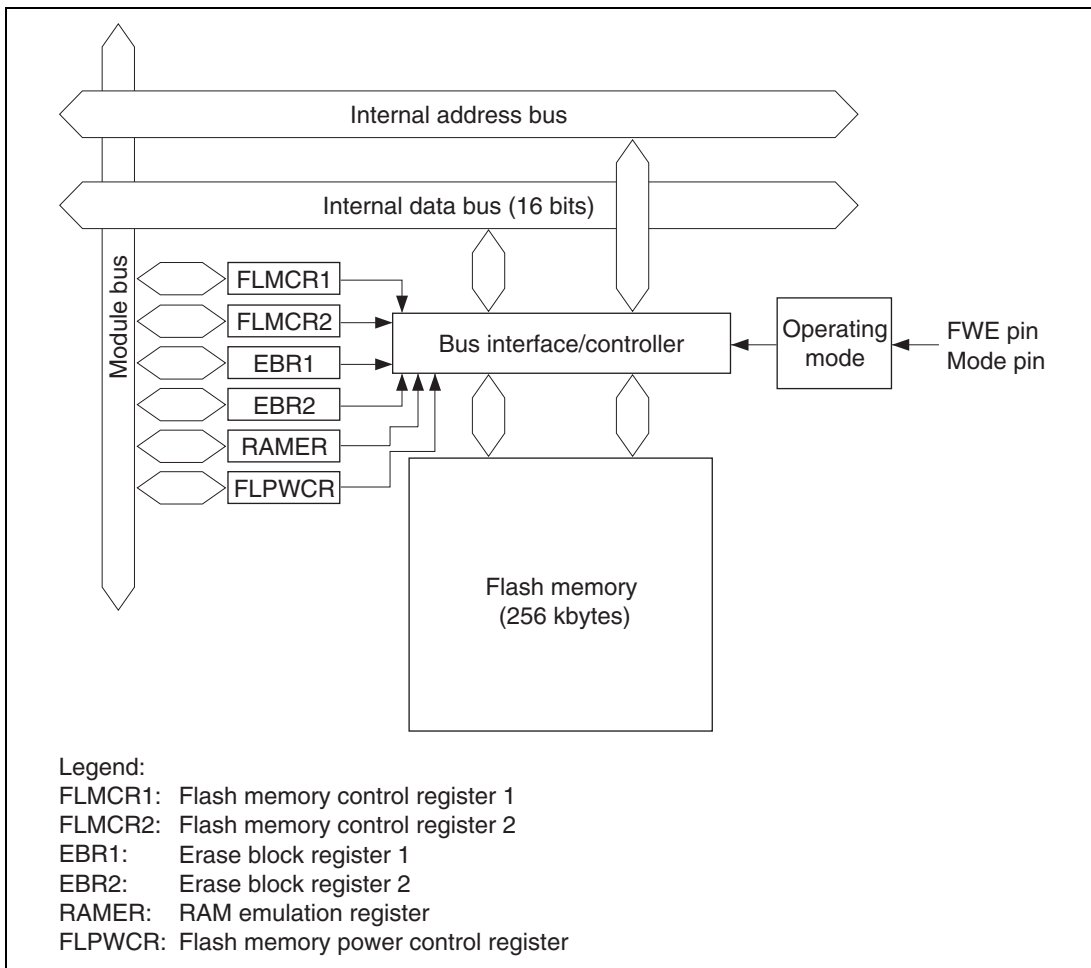 Internal address bus
Internal data bus (16 bits)
Module bus
FLMCR1
FLMCR2
EBR1
EBR2
RAMER
FLPWCR
Bus interface/controller
Operating
mode
FWE pin
Mode pin
Flash memory
(256 kbytes)
Legend:
FLMCR1: Flash memory control register 1
FLMCR2: Flash memory control register 2
EBR1: Erase block register 1
EBR2: Erase block register 2
RAMER: RAM emulation register
FLPWCR: Flash memory power control register